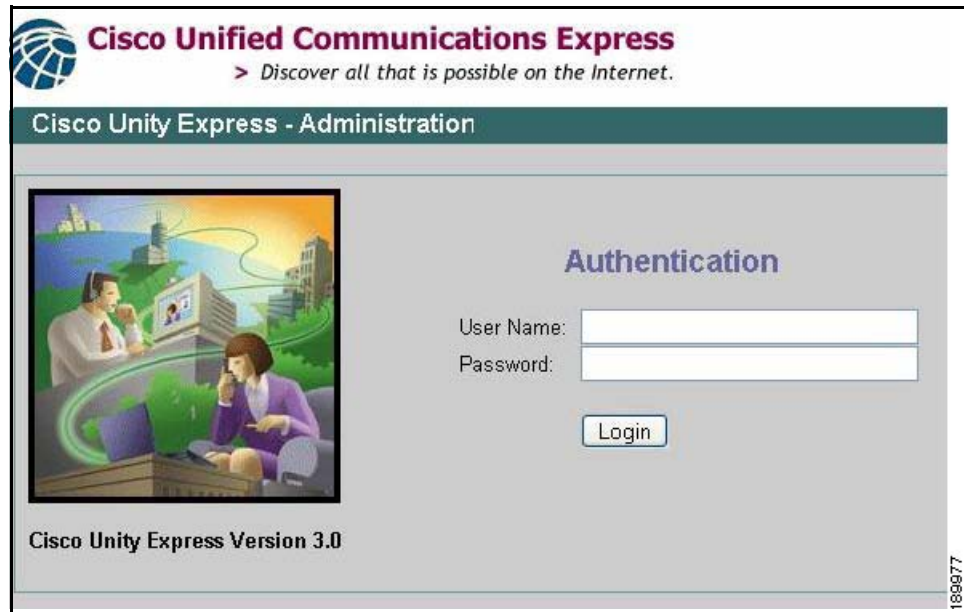 Cisco Unified Communications Express
> Discover all that is possible on the Internet.
Cisco Unity Express - Administration
Authentication
User Name:
Password:
Login
Cisco Unity Express Version 3.0
189977